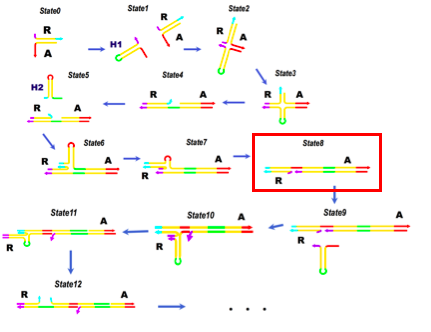 State0
R
A
State1
H1
A
State2
R
A
State3
R
A
State4
R
A
State5
H2
R
A
State6
R
A
State7
R
A
State8
R
A
State9
R
A
State10
R
A
State11
R
A
State12
R
A
. . .